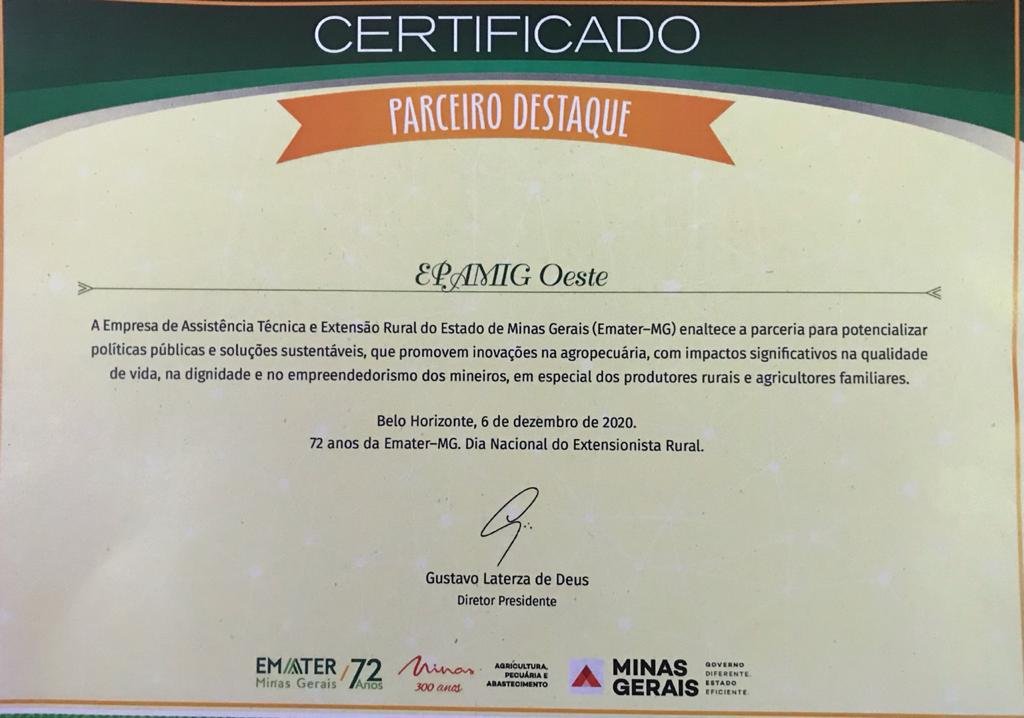 CERTIFICADO
PARCEIRO DESTAQUE
EPAMIG Oeste
A Empresa de Assistência Técnica e Extensão Rural do Estado de Minas Gerais (Emater–MG) enaltece a parceria para potencializar
políticas públicas e soluções sustentáveis, que promovem inovações na agropecuária, com impactos significativos na qualidade
de vida, na dignidade e no empreendedorismo dos mineiros, em especial dos produtores rurais e agricultores familiares.
Belo Horizonte, 6 de dezembro de 2020.
72 anos da Emater–MG. Dia Nacional do Extensionista Rural.
Gustavo Laterza de Deus
Diretor Presidente
EMATER
Minas Gerais
72
Anos
Minas
300 anos
AGRICULTURA,
PECUÁRIA E
ABASTECIMENTO
MINAS
GERAIS
GOVERNO
DIFERENTE.
ESTADO
EFICIENTE.